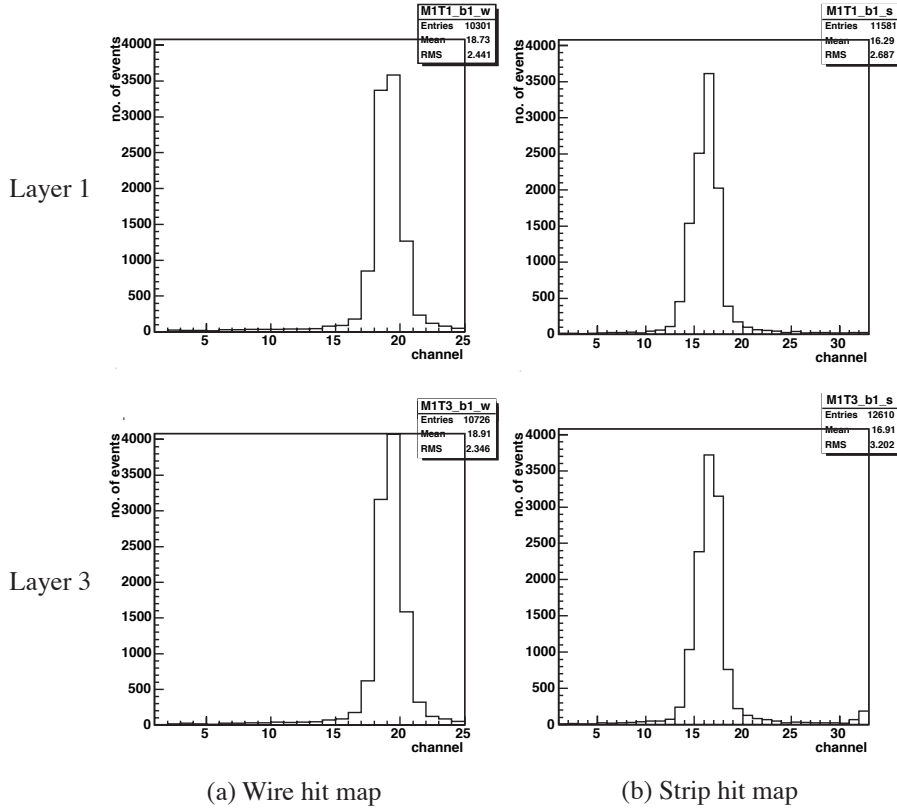 M1T1_b1_w
Entries 10301
Mean 18.73
RMS 2.441
no. of events
4000
3500
3000
2500
2000
1500
1000
500
0
5 10 15 20 25
channel
M1T1_b1_s
Entries 11581
Mean 16.29
RMS 2.687
no. of events
4000
3500
3000
2500
2000
1500
1000
500
0
5 10 15 20 25 30
channel
Layer 1
M1T3_b1_w
Entries 10726
Mean 18.91
RMS 2.346
no. of events
4000
3500
3000
2500
2000
1500
1000
500
0
5 10 15 20 25
channel
M1T3_b1_s
Entries 12610
Mean 16.91
RMS 3.202
no. of events
4000
3500
3000
2500
2000
1500
1000
500
0
5 10 15 20 25 30
channel
Layer 3
(a) Wire hit map
(b) Strip hit map